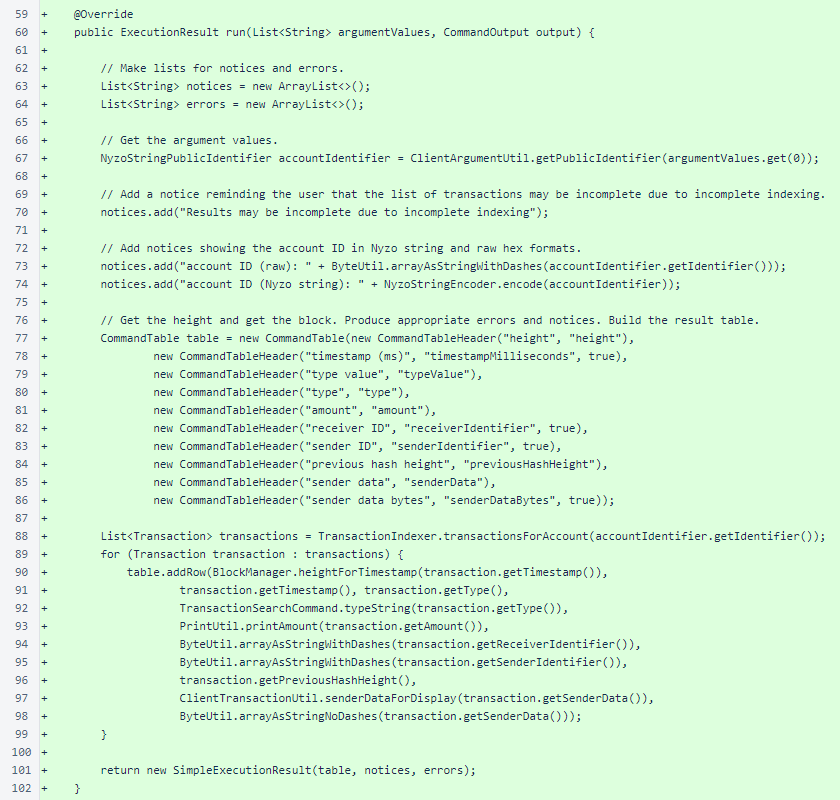 59 + @Override
60 + public ExecutionResult run(List<String> argumentValues, CommandOutput output) {
61 +
62 + // Make lists for notices and errors.
63 + List<String> notices = new ArrayList<>();
64 + List<String> errors = new ArrayList<>();
65 +
66 + // Get the argument values.
67 + NyzoStringPublicIdentifier accountIdentifier = ClientArgumentUtil.getPublicIdentifier(argumentValues.get(0));
68 +
69 + // Add a notice reminding the user that the list of transactions may be incomplete due to incomplete indexing.
70 + notices.add("Results may be incomplete due to incomplete indexing");
71 +
72 + // Add notices showing the account ID in Nyzo string and raw hex formats.
73 + notices.add("account ID (raw): " + ByteUtil.arrayAsStringWithDashes(accountIdentifier.getIdentifier()));
74 + notices.add("account ID (Nyzo string): " + NyzoStringEncoder.encode(accountIdentifier));
75 +
76 + // Get the height and get the block. Produce appropriate errors and notices. Build the result table.
77 + CommandTable table = new CommandTable(new CommandTableHeader("height", "height"),
78 + new CommandTableHeader("timestamp (ms)", "timestampMilliseconds", true),
79 + new CommandTableHeader("type value", "typeValue"),
80 + new CommandTableHeader("type", "type"),
81 + new CommandTableHeader("amount", "amount"),
82 + new CommandTableHeader("receiver ID", "receiverIdentifier", true),
83 + new CommandTableHeader("sender ID", "senderIdentifier", true),
84 + new CommandTableHeader("previous hash height", "previousHashHeight"),
85 + new CommandTableHeader("sender data", "senderData"),
86 + new CommandTableHeader("sender data bytes", "senderDataBytes", true));
87 +
88 + List<Transaction> transactions = TransactionIndexer.transactionsForAccount(accountIdentifier.getIdentifier());
89 + for (Transaction transaction : transactions) {
90 + table.addRow(BlockManager.heightForTimestamp(transaction.getTimestamp()),
91 + transaction.getTimestamp(), transaction.getType(),
92 + TransactionSearchCommand.typeString(transaction.getType()),
93 + PrintUtil.printAmount(transaction.getAmount()),
94 + ByteUtil.arrayAsStringWithDashes(transaction.getReceiverIdentifier()),
95 + ByteUtil.arrayAsStringWithDashes(transaction.getSenderIdentifier()),
96 + transaction.getPreviousHashHeight(),
97 + ClientTransactionUtil.senderDataForDisplay(transaction.getSenderData()),
98 + ByteUtil.arrayAsStringNoDashes(transaction.getSenderData()));
99 + }
100 +
101 + return new SimpleExecutionResult(table, notices, errors);
102 + }